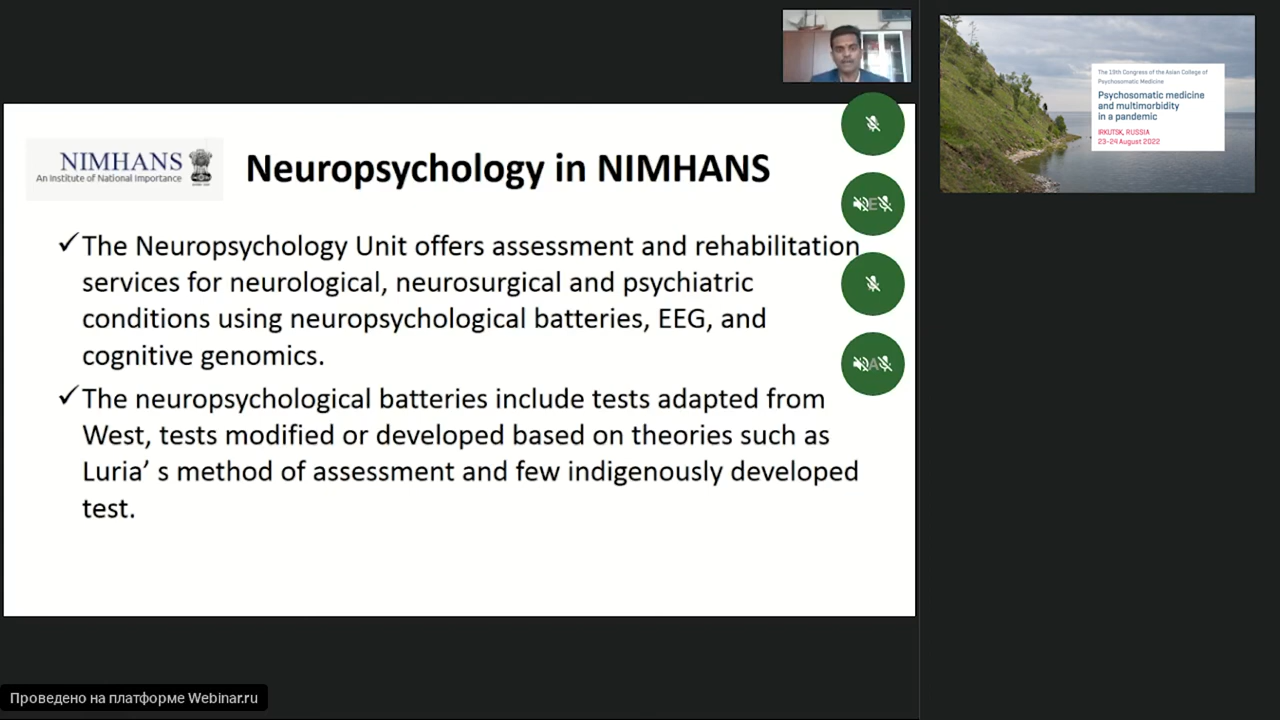 NIMHANS
An Institute of National Importance
Neuropsychology in NIMHANS
✓The Neuropsychology Unit offers assessment and rehabilitation
services for neurological, neurosurgical and psychiatric
conditions using neuropsychological batteries, EEG, and
cognitive genomics.
✓The neuropsychological batteries include tests adapted from
West, tests modified or developed based on theories such as
Luria’ s method of assessment and few indigenously developed
test.
E
A
The 19th Congress of the Asian College of
Psychosomatic Medicine
Psychosomatic medicine
and multimorbidity
in a pandemic
IRKUTSK, RUSSIA
23-24 August 2022
Проведено на платформе Webinar.ru